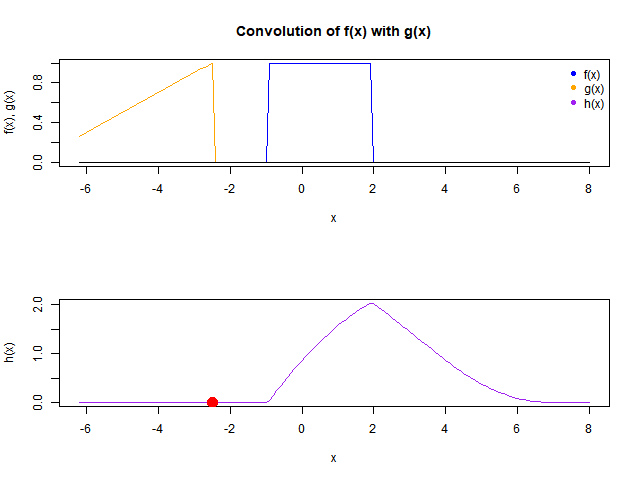 Convolution of f(x) with g(x)
f(x), g(x)
0.8
0.4
0.0
f(x)
g(x)
h(x)
-6 -4 -2 0 2 4 6 8
x
h(x)
2.0
1.0
0.0
-6 -4 -2 0 2 4 6 8
x